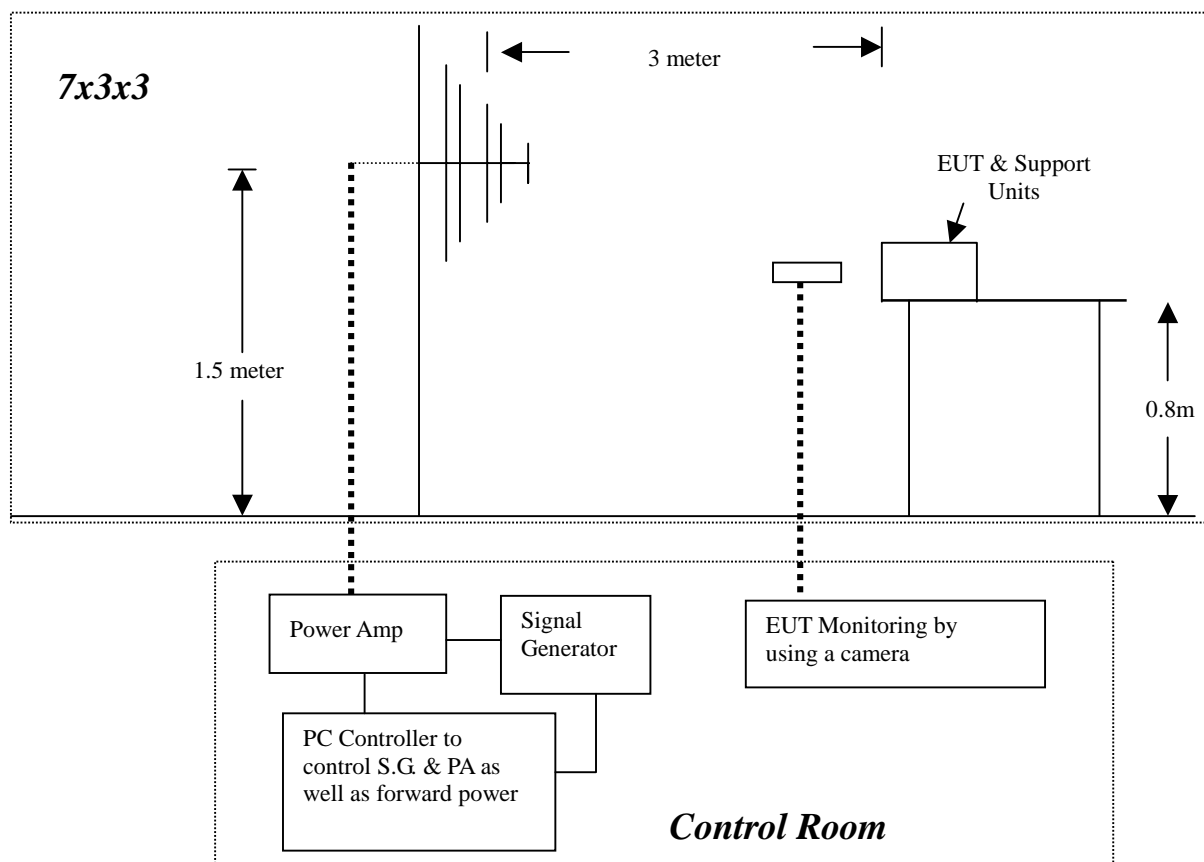 3 meter
7x3x3
EUT & Support
Units
1.5 meter
0.8m
Power Amp
Signal
Generator
EUT Monitoring by
using a camera
PC Controller to
control S.G. & PA as
well as forward power
Control Room